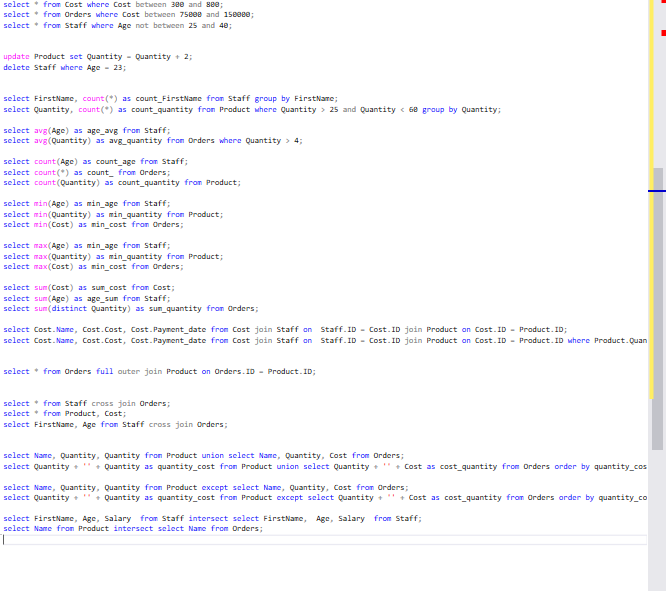 select * from Cost where Cost between 300 and 800;
select * from Orders where Cost between 75000 and 150000;
select * from Staff where Age not between 25 and 40;
update Product set Quantity = Quantity + 2;
delete Staff where Age = 23;
select FirstName, count(*) as count_FirstName from Staff group by FirstName;
select Quantity, count(*) as count_quantity from Product where Quantity > 25 and Quantity < 60 group by Quantity;
select avg(Age) as age_avg from Staff;
select avg(Quantity) as avg_quantity from Orders where Quantity > 4;
select count(Age) as count_age from Staff;
select count(*) as count_ from Orders;
select count(Quantity) as count_quantity from Product;
select min(Age) as min_age from Staff;
select min(Quantity) as min_quantity from Product;
select min(Cost) as min_cost from Orders;
select max(Age) as min_age from Staff;
select max(Quantity) as min_quantity from Product;
select max(Cost) as min_cost from Orders;
select sum(Cost) as sum_cost from Cost;
select sum(Age) as age_sum from Staff;
select sum(distinct Quantity) as sum_quantity from Orders;
select Cost.Name, Cost.Cost, Cost.Payment_date from Cost join Staff on  Staff.ID = Cost.ID join Product on Cost.ID = Product.ID;
select Cost.Name, Cost.Cost, Cost.Payment_date from Cost join Staff on  Staff.ID = Cost.ID join Product on Cost.ID = Product.ID where Product.Quan
select * from Orders full outer join Product on Orders.ID = Product.ID;
select * from Staff cross join Orders;
select * from Product, Cost;
select FirstName, Age from Staff cross join Orders;
select Name, Quantity, Quantity from Product union select Name, Quantity, Cost from Orders;
select Quantity + '' + Quantity as quantity_cost from Product union select Quantity + '' + Cost as cost_quantity from Orders order by quantity_cos
select Name, Quantity, Quantity from Product except select Name, Quantity, Cost from Orders;
select Quantity + '' + Quantity as quantity_cost from Product except select Quantity + '' + Cost as cost_quantity from Orders order by quantity_co
select FirstName, Age, Salary  from Staff intersect select FirstName,  Age, Salary  from Staff;
select Name from Product intersect select Name from Orders;